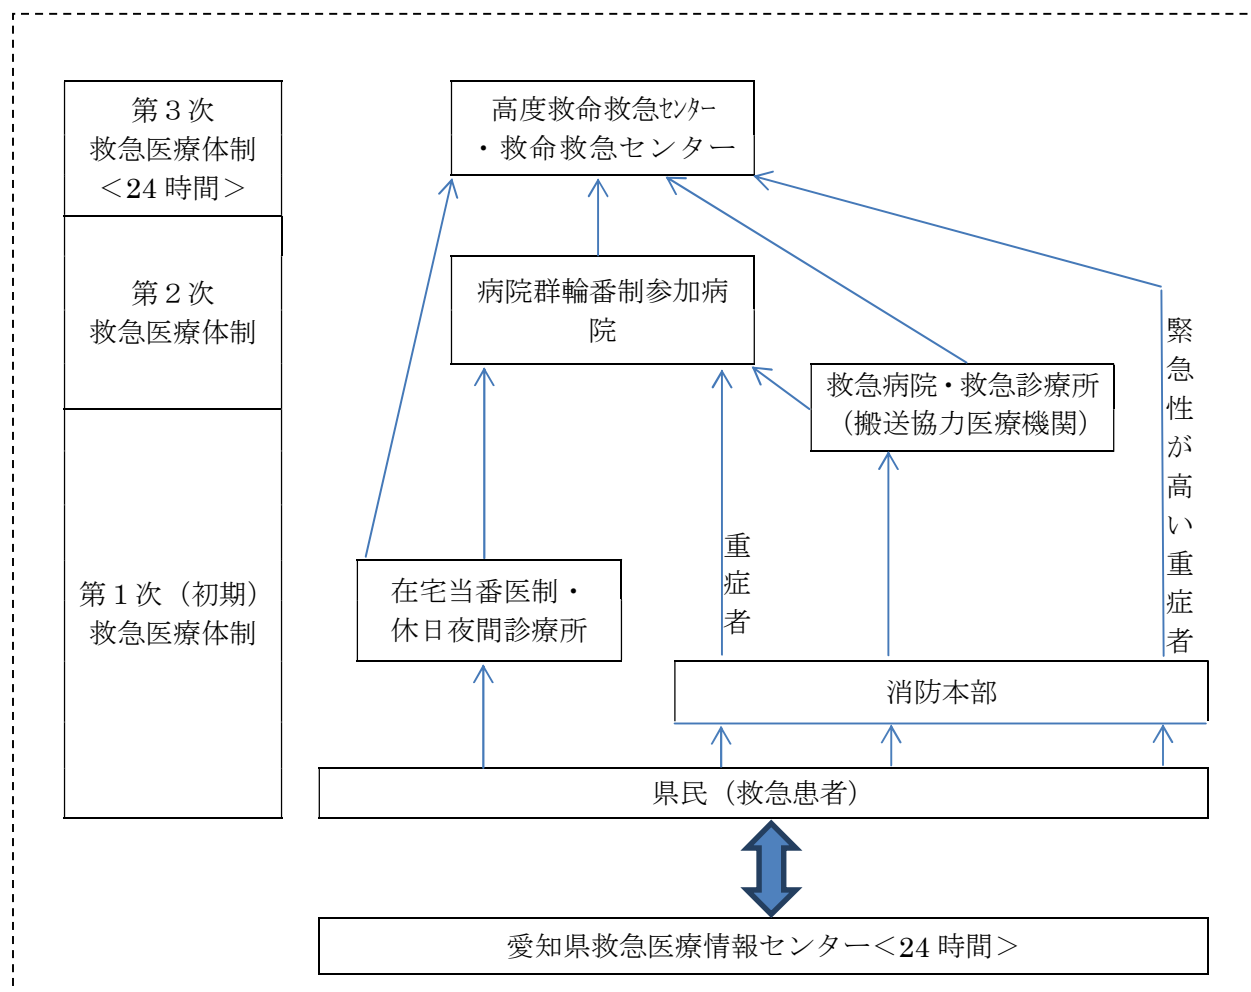 第３次
救急医療体制
＜24 時間＞
高度救命救急ｾﾝﾀｰ
・救命救急センター
第２次
救急医療体制
病院群輪番制参加病
院
救急病院・救急診療所
（搬送協力医療機関）
緊急性が高い重症者
重症者
第１次（初期）
救急医療体制
在宅当番医制・
休日夜間診療所
消防本部
県民（救急患者）
愛知県救急医療情報センター＜24 時間＞